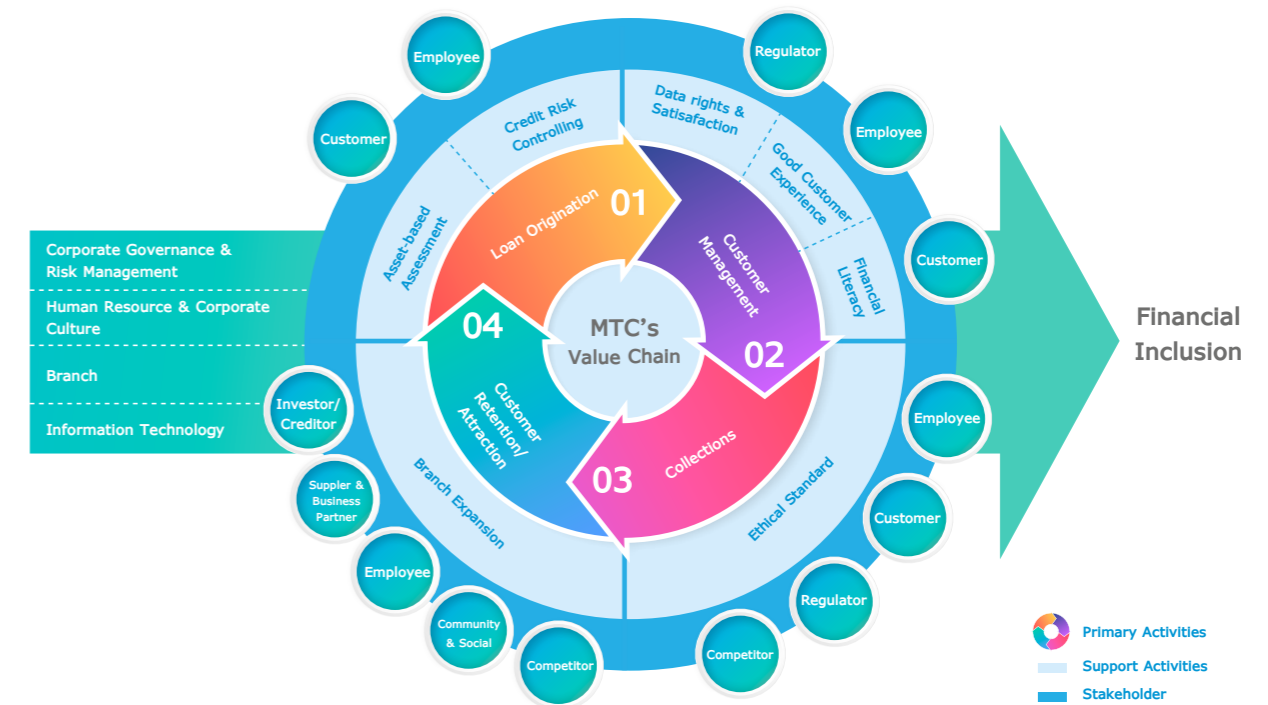 Employee
Regulator
Customer
Employee
Credit Risk
Controlling
Data rights &
Satisafaction
Good Customer
Experience
Financial
Literacy
Asset-based
Assessment
Loan Origination
01
Customer
Management
02
Customer
Corporate Governance &
Risk Management
Human Resource & Corporate
Culture
Branch
Information Technology
04
Customer
Retention/
Attraction
MTC's
Value Chain
Financial
Inclusion
Investor/
Creditor
Employee
03
Collections
Branch Expansion
Ethical Standard
Suppler &
Business
Partner
Customer
Employee
Regulator
Community
& Social
Competitor
Competitor
Primary Activities
Support Activities
Stakeholder